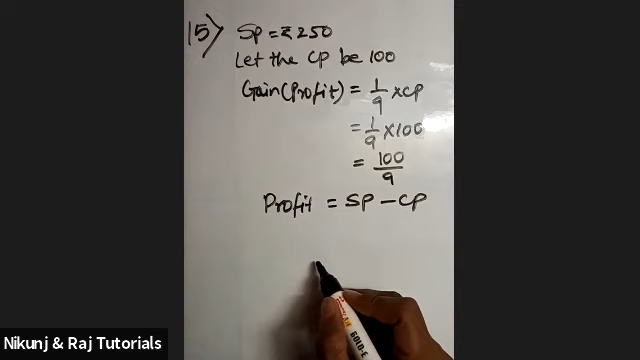 15) SP = ₹250
Let the CP be 100
Gain(Profit) = 1/9 × CP
= 1/9 × 100
= 100/9
Profit = SP - CP
Nikunj & Raj Tutorials